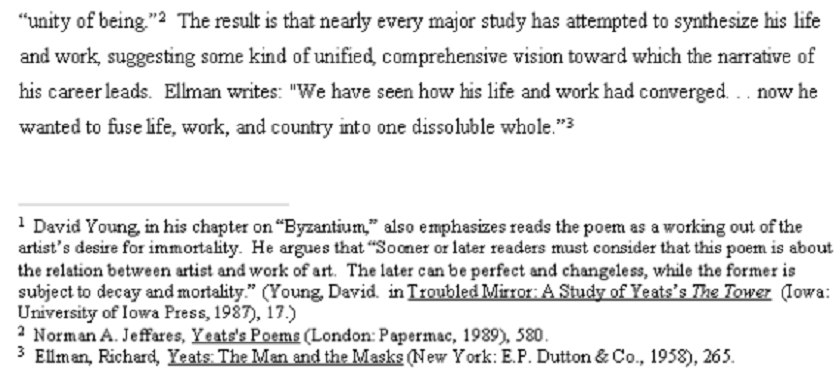 “unity of being.”2 The result is that nearly every major study has attempted to synthesize his life
and work, suggesting some kind of unified, comprehensive vision toward which the narrative of
his career leads. Ellman writes: "We have seen how his life and work had converged. . . now he
wanted to fuse life, work, and country into one dissoluble whole.”3
1 David Young, in his chapter on “Byzantium,” also emphasizes reads the poem as a working out of the
artist’s desire for immortality. He argues that “Sooner or later readers must consider that this poem is about
the relation between artist and work of art. The later can be perfect and changeless, while the former is
subject to decay and mortality.” (Young, David. in Troubled Mirror: A Study of Yeats’s The Tower (Iowa:
University of Iowa Press, 1987), 17.)
2 Norman A. Jeffares, Yeats's Poems (London: Papermac, 1989), 580.
3 Ellman, Richard, Yeats: The Man and the Masks (New York: E.P. Dutton & Co., 1958), 265.